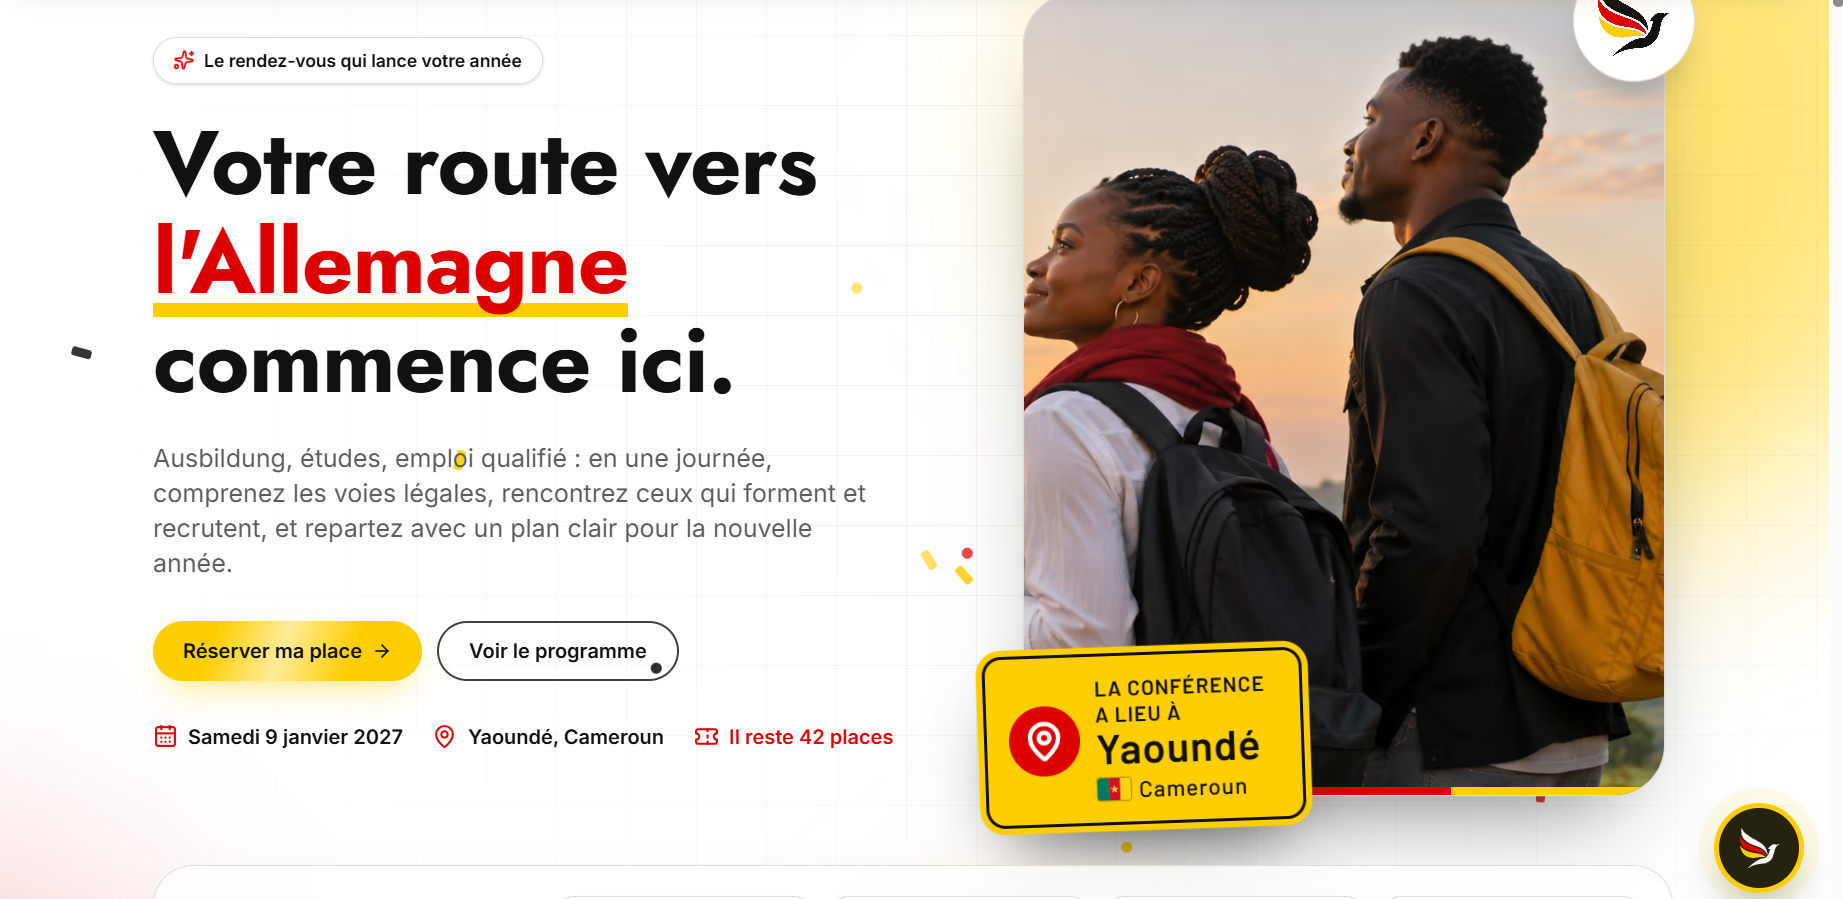 Le rendez-vous qui lance votre année
Votre route vers
l'Allemagne
commence ici.
Ausbildung, études, emploi qualifié : en une journée,
comprenez les voies légales, rencontrez ceux qui forment et
recrutent, et repartez avec un plan clair pour la nouvelle
année.
Réserver ma place →
Voir le programme
Samedi 9 janvier 2027
Yaoundé, Cameroun
Il reste 42 places
LA CONFÉRENCE
A LIEU À
Yaoundé
Cameroun